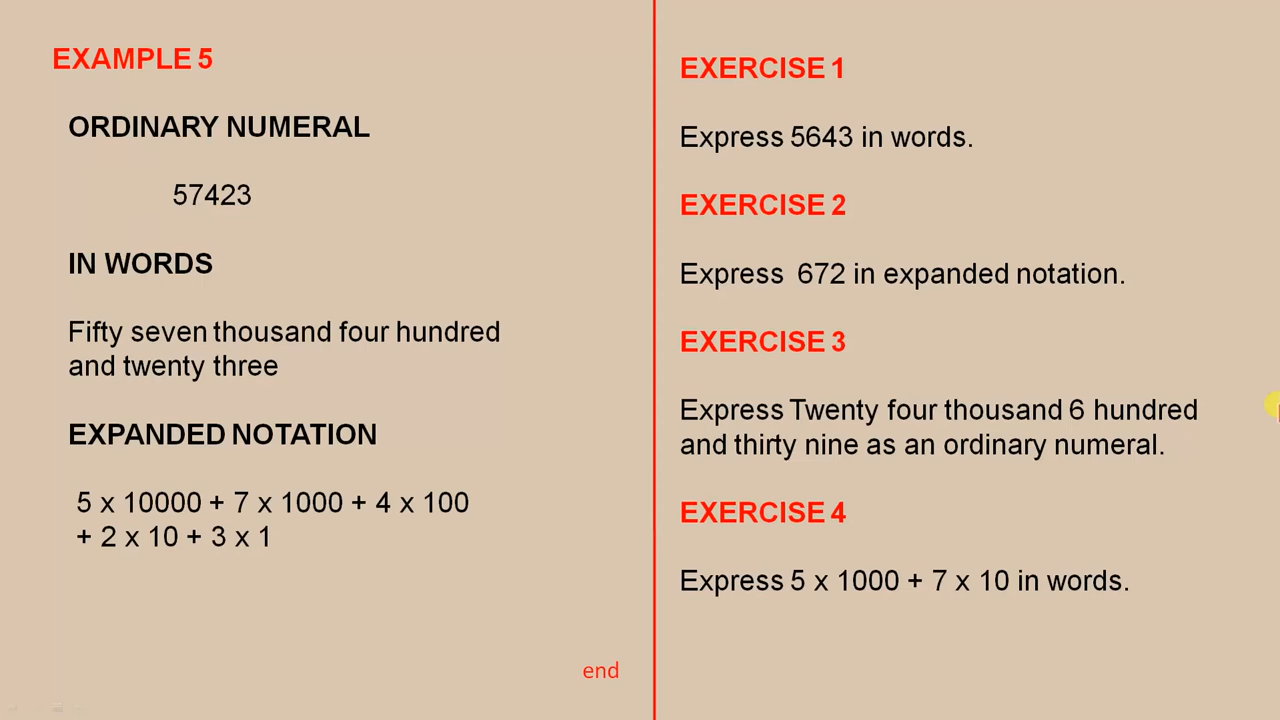 EXAMPLE 5
ORDINARY NUMERAL
57423
IN WORDS
Fifty seven thousand four hundred
and twenty three
EXPANDED NOTATION
5 x 10000 + 7 x 1000 + 4 x 100
+ 2 x 10 + 3 x 1
end
EXERCISE 1
Express 5643 in words.
EXERCISE 2
Express 672 in expanded notation.
EXERCISE 3
Express Twenty four thousand 6 hundred
and thirty nine as an ordinary numeral.
EXERCISE 4
Express 5 x 1000 + 7 x 10 in words.